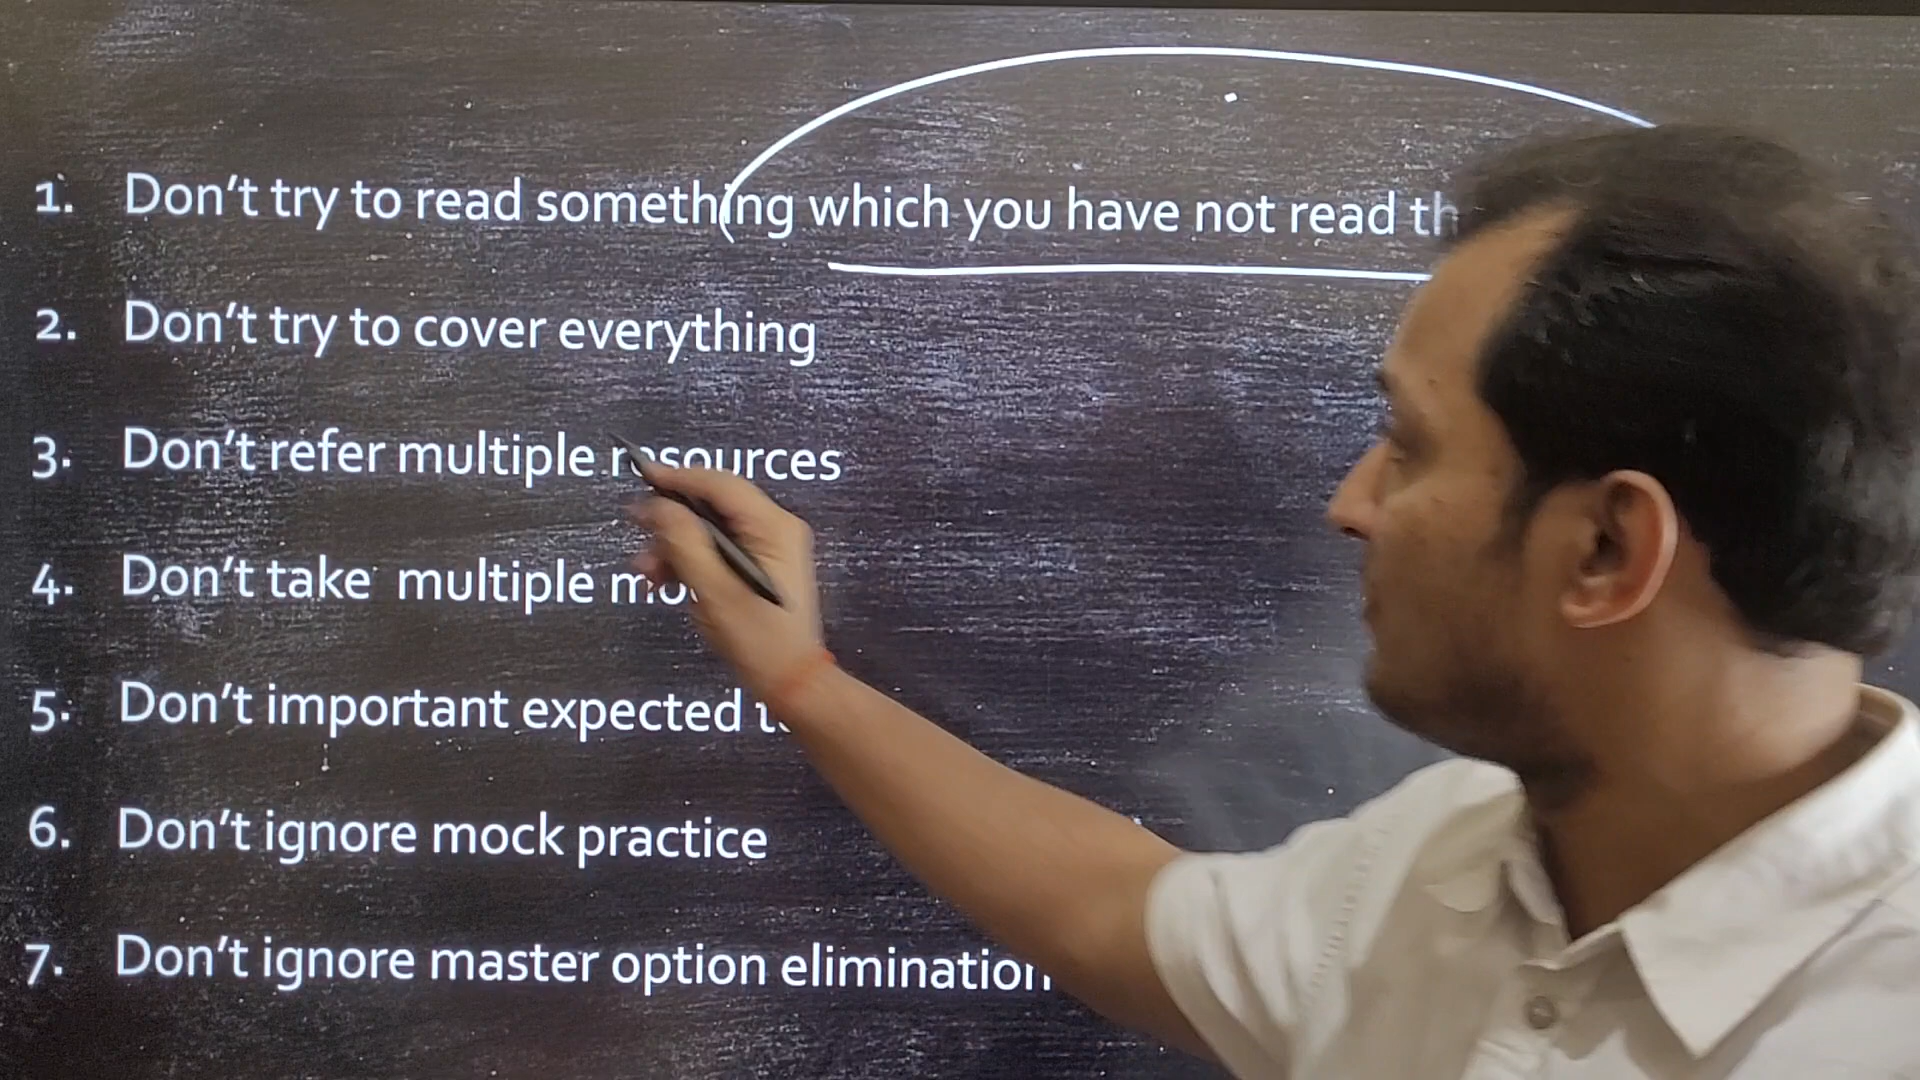 1. Don't try to read something which you have not read
2. Don't try to cover everything
3. Don't refer multiple resources
4. Don't take multiple
5. Don't important expected
6. Don't ignore mock practice
7. Don't ignore master option elimination